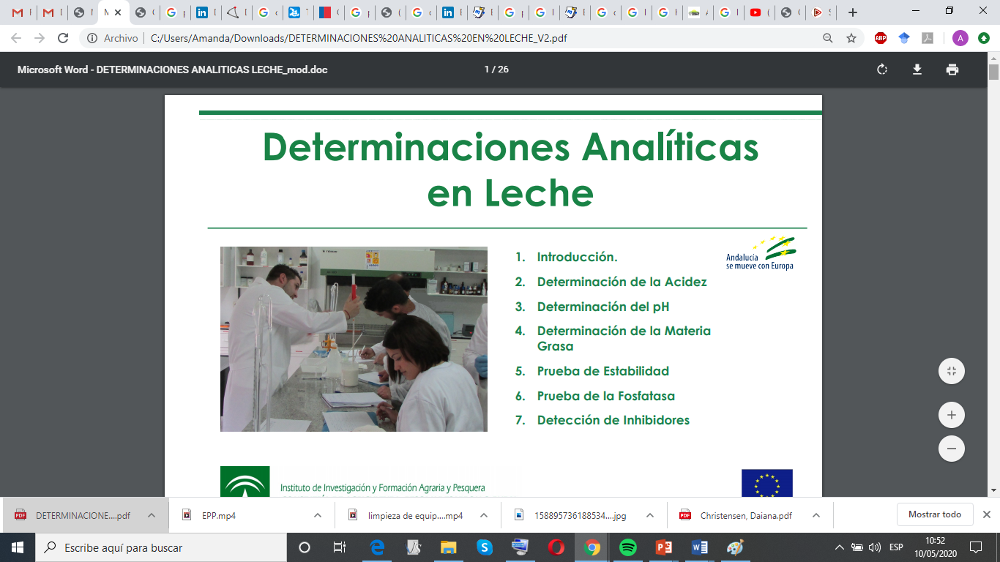 Archivo
C:/Users/Amanda/Downloads/DETERMINACIONES%20ANALITICAS%20EN%20LECHE_V2.pdf
ABP
A
Microsoft Word - DETERMINACIONES ANALITICAS LECHE_mod.doc
1 / 26
Determinaciones Analíticas
en Leche
1. Introducción.
2. Determinación de la Acidez
3. Determinación del pH
4. Determinación de la Materia
Grasa
5. Prueba de Estabilidad
6. Prueba de la Fosfatasa
7. Detección de Inhibidores
Andalucía
se mueve con Europa
Instituto de Investigación y Formación Agraria y Pesquera
DETERMINACIONE....pdf
EPP.mp4
limpieza de equip....mp4
158895736188534....jpg
Christensen, Daiana.pdf
Mostrar todo
Escribe aquí para buscar
ESP
10:52
10/05/2020